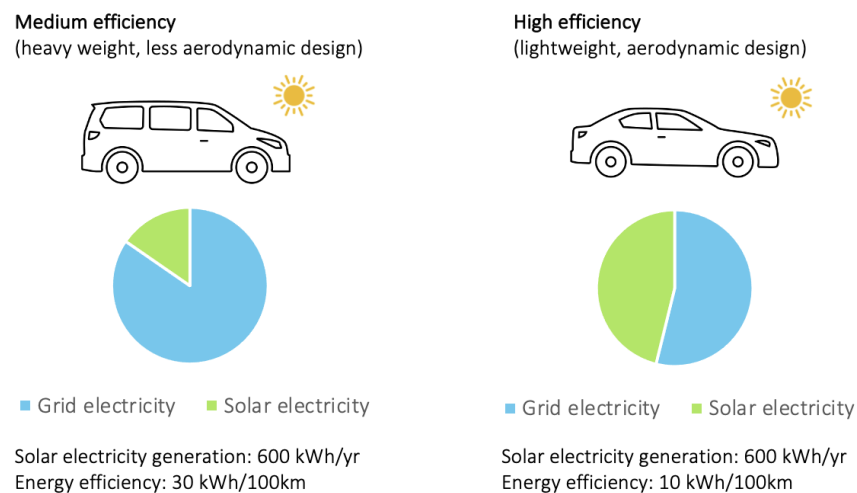 Medium efficiency
(heavy weight, less aerodynamic design)
Grid electricity
Solar electricity
Solar electricity generation: 600 kWh/yr
Energy efficiency: 30 kWh/100km
High efficiency
(lightweight, aerodynamic design)
Grid electricity
Solar electricity
Solar electricity generation: 600 kWh/yr
Energy efficiency: 10 kWh/100km